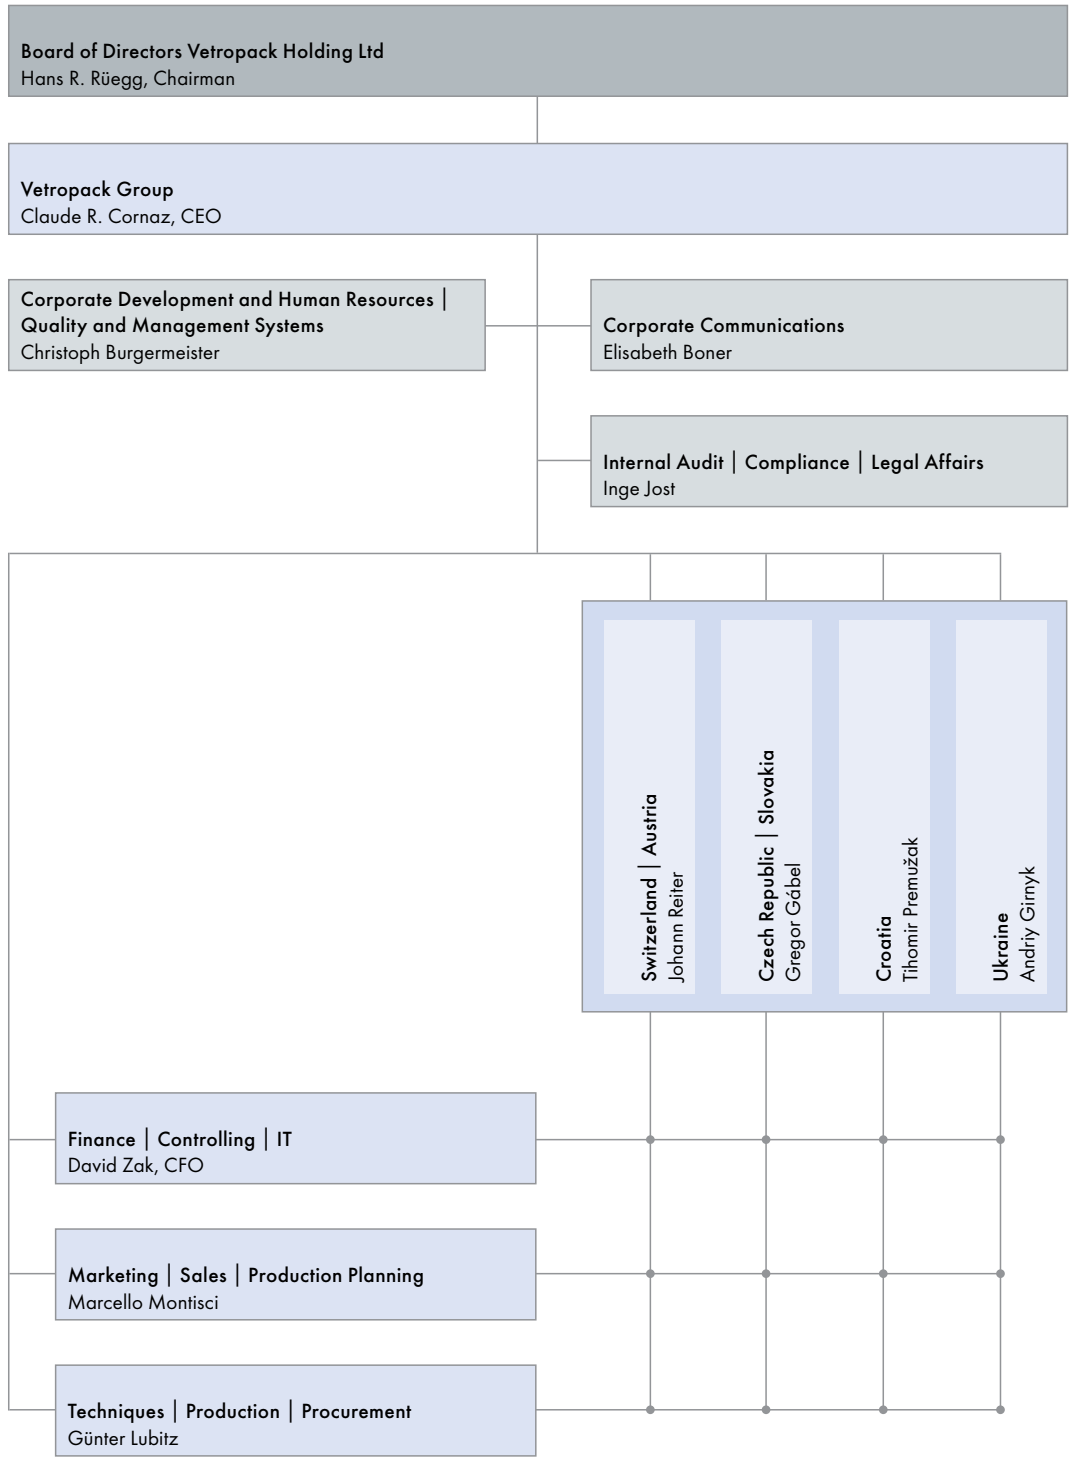 Board of Directors Vetropack Holding Ltd
Hans R. Rüegg, Chairman
Vetropack Group
Claude R. Cornaz, CEO
Corporate Development and Human Resources |
Quality and Management Systems
Christoph Burgermeister
Corporate Communications
Elisabeth Boner
Internal Audit | Compliance | Legal Affairs
Inge Jost
Switzerland | Austria
Johann Reiter
Czech Republic | Slovakia
Gregor Gábel
Croatia
Tihomir Premužak
Ukraine
Andriy Girnyk
Finance | Controlling | IT
David Zak, CFO
Marketing | Sales | Production Planning
Marcello Montisci
Techniques | Production | Procurement
Günter Lubitz